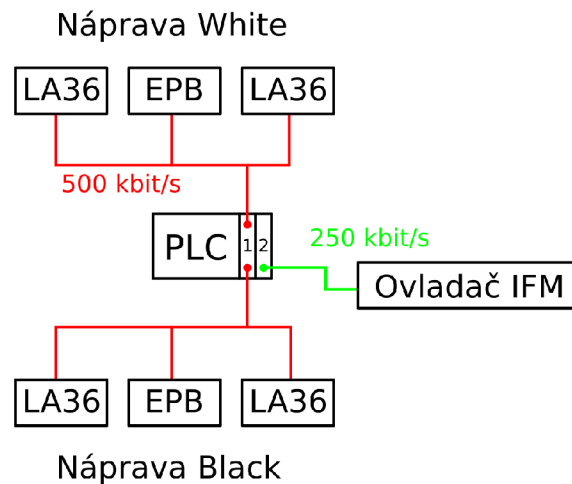 Náprava White
LA36 EPB LA36
500 kbit/s
PLC 1 2
250 kbit/s
Ovladač IFM
LA36 EPB LA36
Náprava Black